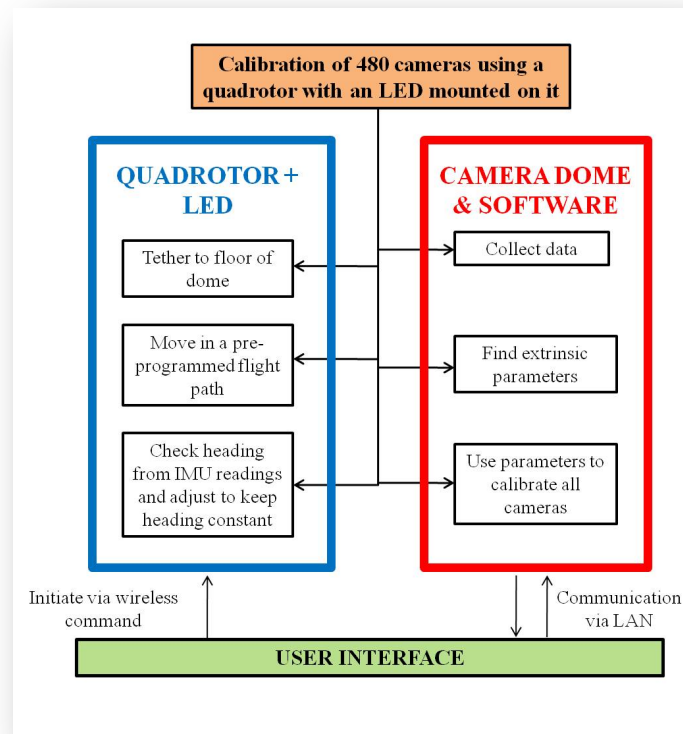 Calibration of 480 cameras using a
quadrotor with an LED mounted on it
QUADROTOR +
LED
Tether to floor of
dome
Move in a pre-
programmed flight
path
Check heading
from IMU readings
and adjust to keep
heading constant
CAMERA DOME
& SOFTWARE
Collect data
Find extrinsic
parameters
Use parameters to
calibrate all
cameras
Initiate via wireless
command
Communication
via LAN
USER INTERFACE